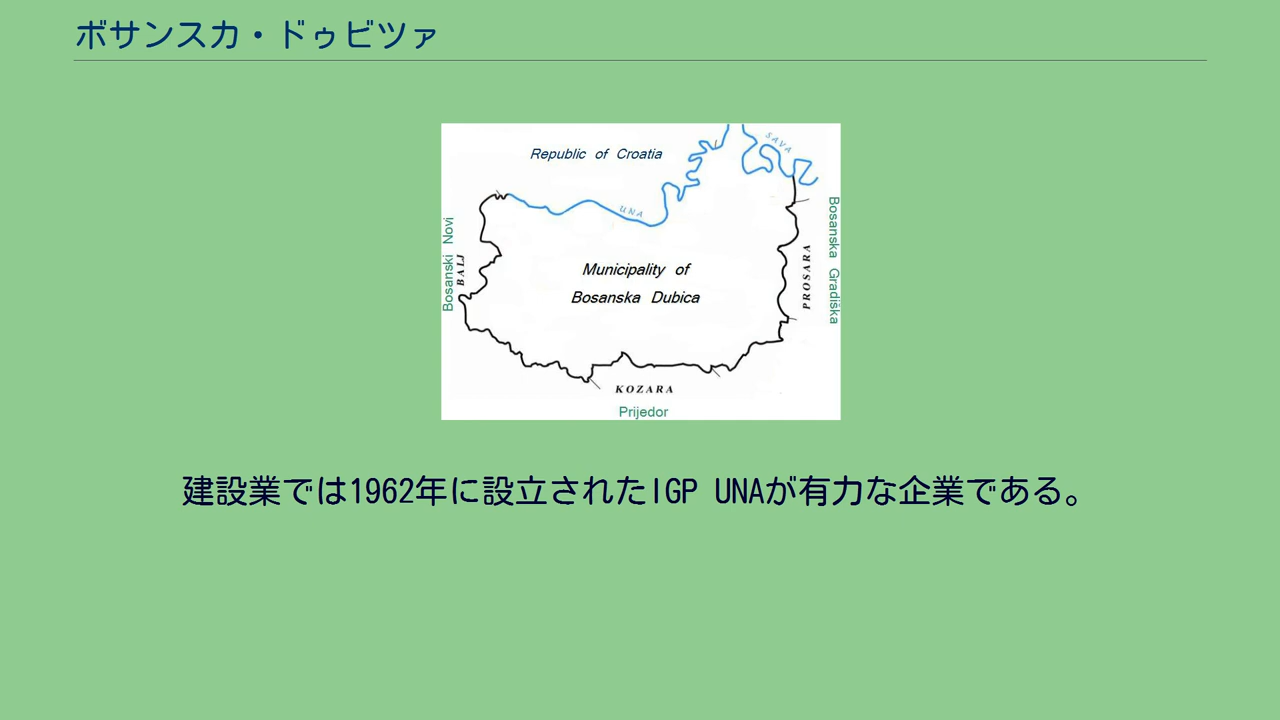 ボサンスカ・ドゥビツァ
Republic of Croatia
SAVA
UNA
Bosanski Novi
BALJ
Municipality of
Bosanska Dubica
PROSARA
Bosanska Gradiška
KOZARA
Prijedor
建設業では1962年に設立されたIGP UNAが有力な企業である。